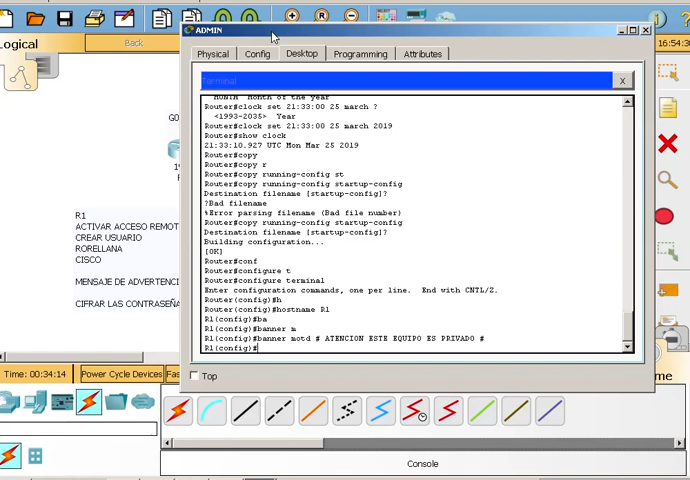 ADMIN
Physical
Config
Desktop
Programming
Attributes
Logical
Back
16:54:3
Terminal
X
MONTH Month of the year
Router#clock set 21:33:00 25 march ?
<1993-2035> Year
Router#clock set 21:33:00 25 march 2019
Router#show clock
21:33:10.927 UTC Mon Mar 25 2019
Router#copy
Router#copy r
Router#copy running-config st
Router#copy running-config startup-config
Destination filename [startup-config]?
?Bad filename
%Error parsing filename (Bad file number)
Router#copy running-config startup-config
Destination filename [startup-config]?
Building configuration...
[OK]
Router#conf
Router#configure t
Router#configure terminal
Enter configuration commands, one per line. End with CNTL/Z.
Router(config)#h
Router(config)#hostname R1
R1(config)#ba
R1(config)#banner m
R1(config)#banner motd # ATENCION ESTE EQUIPO ES PRIVADO #
R1(config)#
GO
R1
ACTIVAR ACCESO REMOT
CREAR USUARIO
RORELLANA
CISCO
MENSAJE DE ADVERTENCI
CIFRAR LAS CONTRASEÑA
Top
Time: 00:34:14
Power Cycle Devices
Fas
me
Console